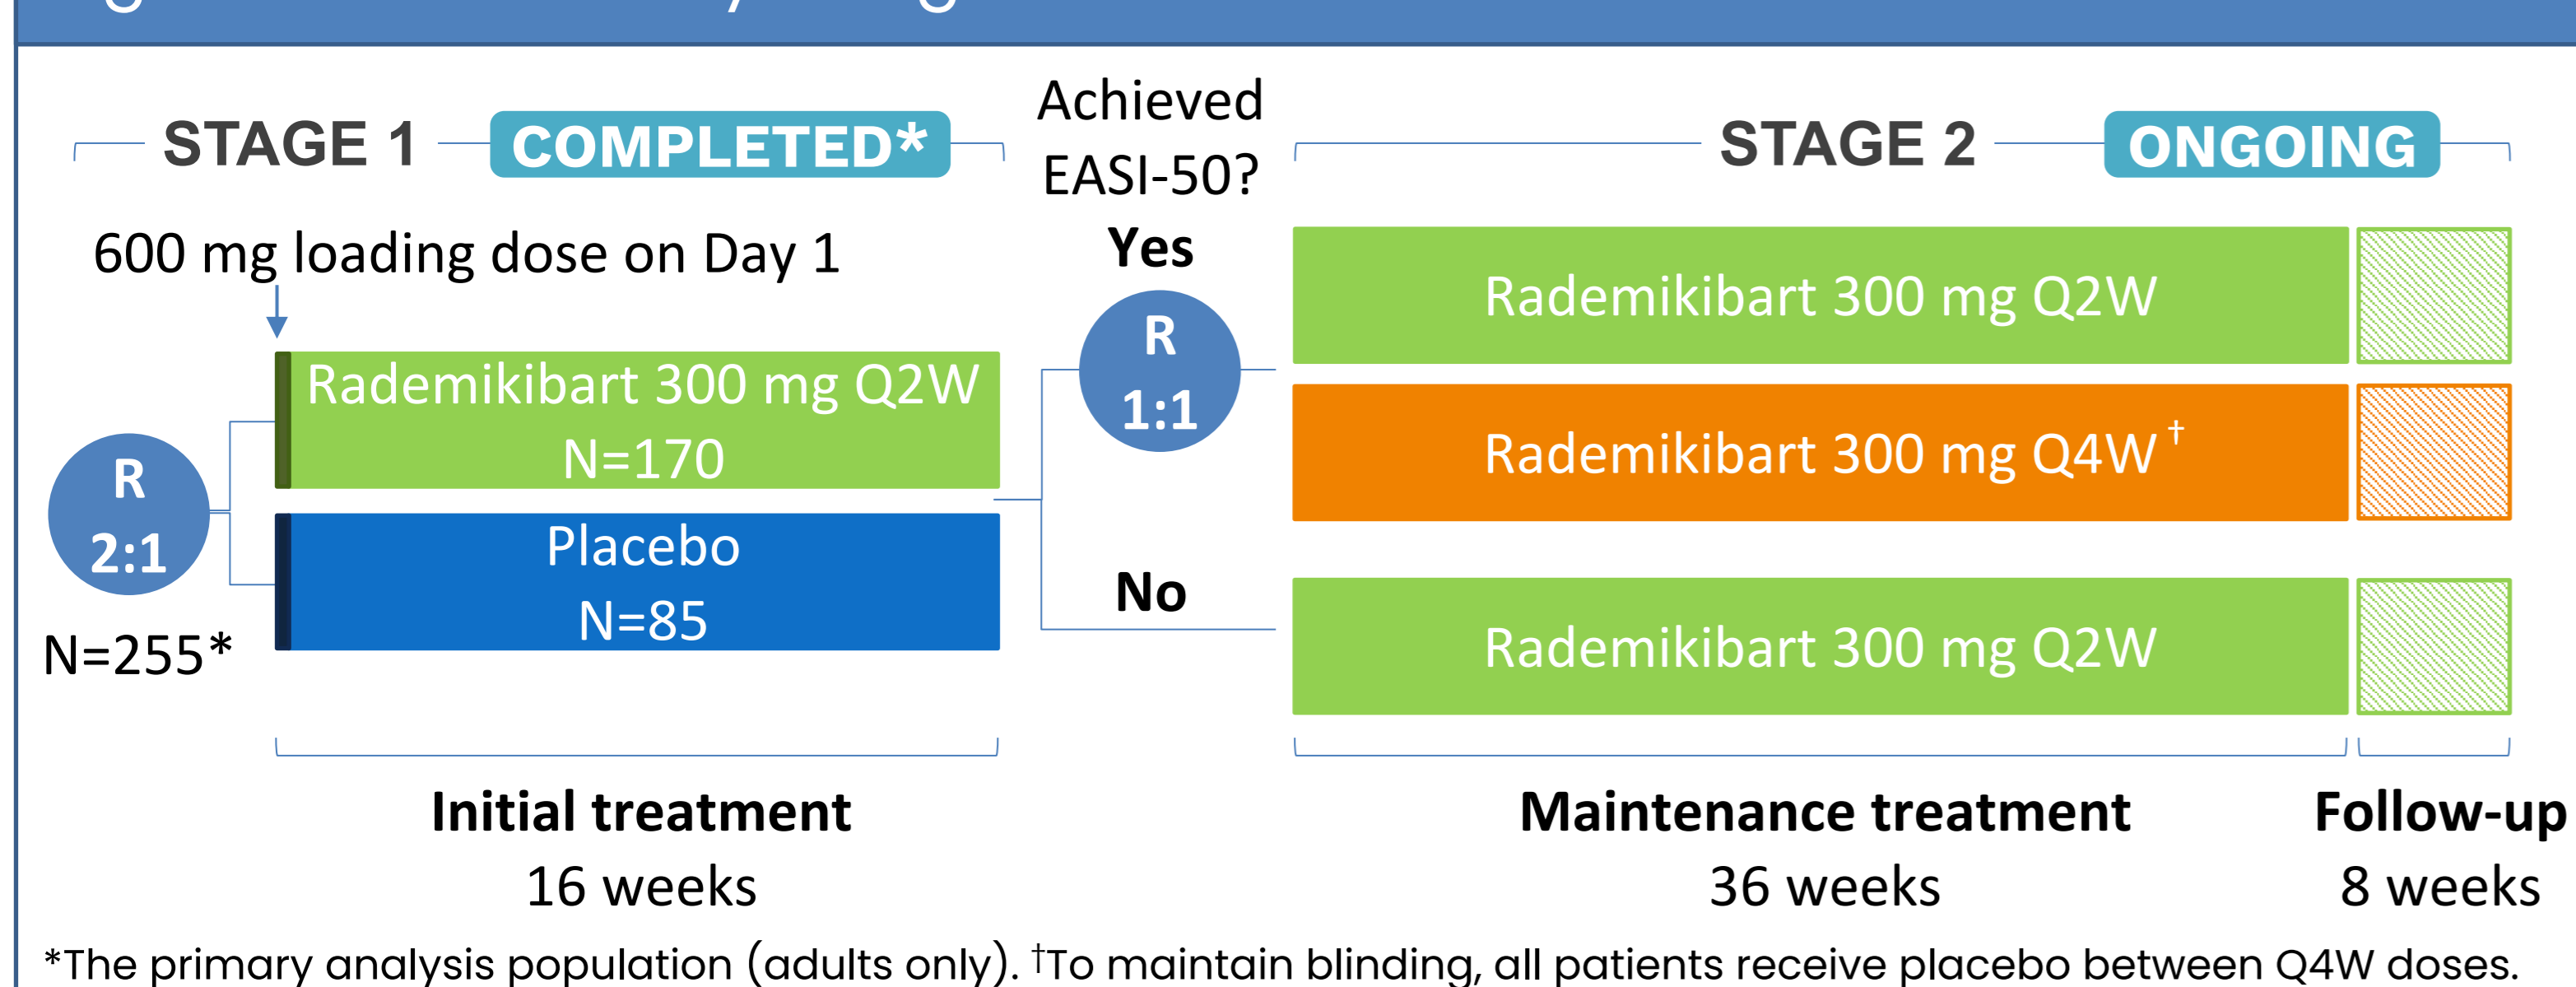 STAGE 1
COMPLETED*
Achieved
EASI-50?
STAGE 2
ONGOING
600 mg loading dose on Day 1
R
2:1
N=255*
Rademikibart 300 mg Q2W
N=170
Placebo
N=85
Yes
R
1:1
No
Rademikibart 300 mg Q2W
Rademikibart 300 mg Q4W†
Rademikibart 300 mg Q2W
Initial treatment
16 weeks
Maintenance treatment
36 weeks
Follow-up
8 weeks
*The primary analysis population (adults only). †To maintain blinding, all patients receive placebo between Q4W doses.